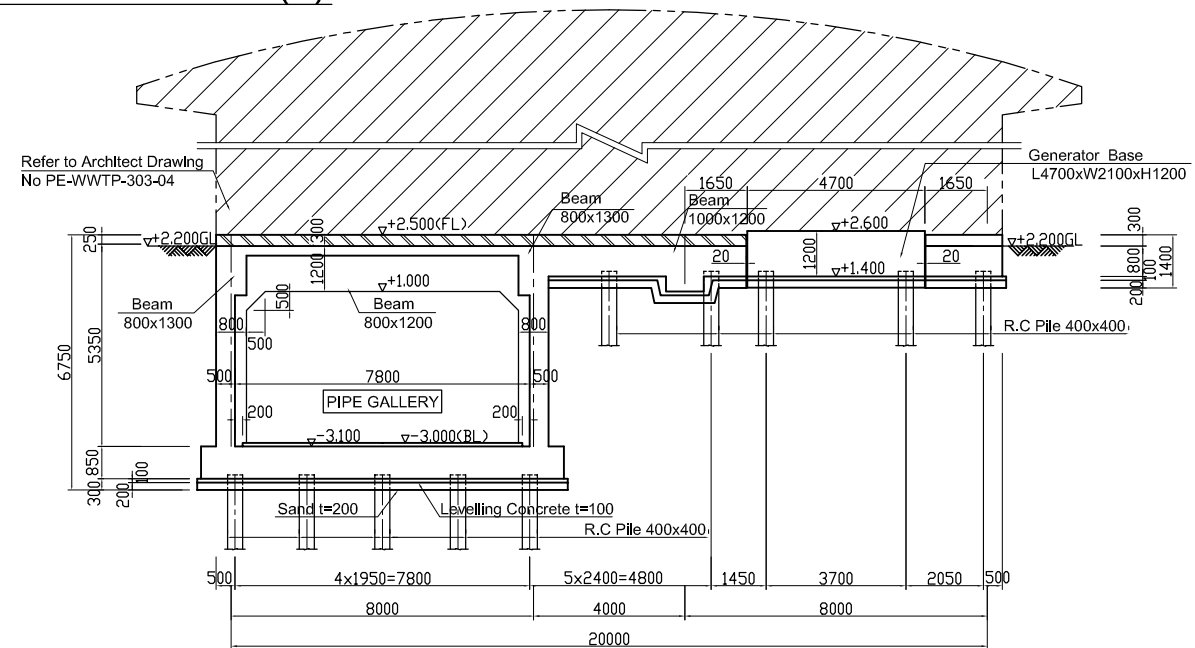 Refer to Architect Drawing
No PE-WWTP-303-04
Generator Base
L4700xW2100xH1200
1650
4700
1650
Beam
800x1300
Beam
1000x1200
+2.500(FL)
300
+2.600
300
250
+2.200GL
+2.200GL
1200
20
1200
20
+1.400
800
100
200
1400
+1.000
500
Beam
800x1300
Beam
800x1200
800
500
800
R.C Pile 400x400
5350
6750
500
7800
500
PIPE GALLERY
200
200
-3.100
-3.000(BL)
850
100
300
200
Sand t=200
Levelling Concrete t=100
R.C Pile 400x400
500
4x1950=7800
5x2400=4800
1450
3700
2050
500
8000
4000
8000
20000